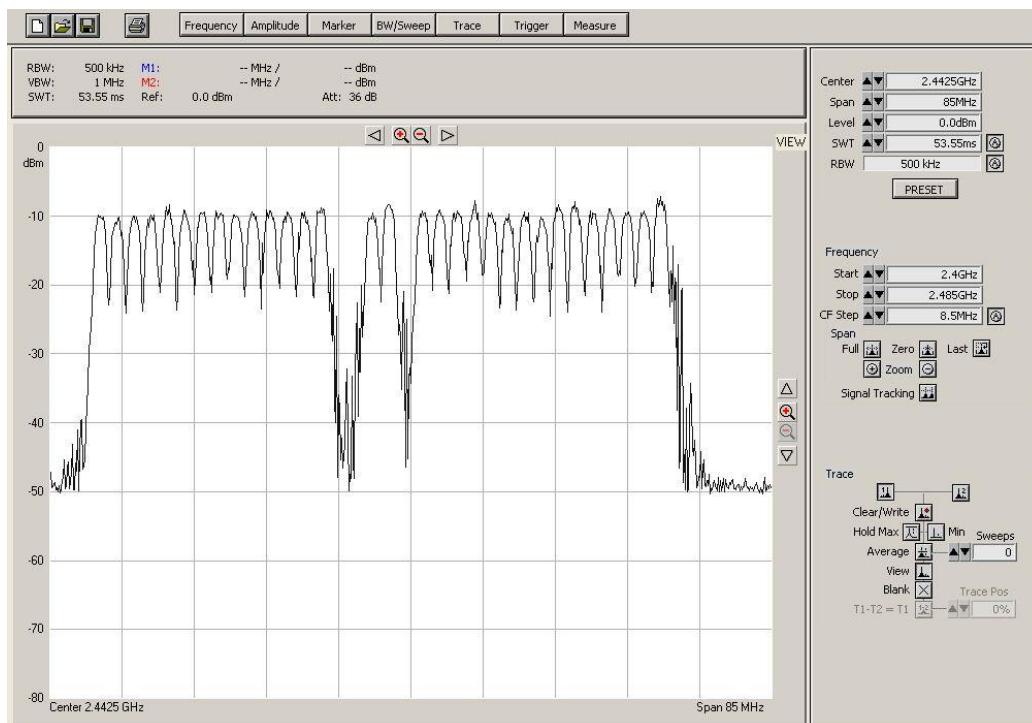 Frequency Amplitude Marker BW/Sweep Trace Trigger Measure
RBW: 500 kHz M1: -- MHz / -- dBm
VBW: 1 MHz M2: -- MHz / -- dBm
SWT: 53.55 ms Ref: 0.0 dBm Att: 36 dB
VIEW
0
dBm
-10
-20
-30
-40
-50
-60
-70
-80
Center 2.4425 GHz Span 85 MHz
Center 2.4425GHz
Span 85MHz
Level 0.0dBm
SWT 53.55ms
RBW 500 kHz
PRESET
Frequency
Start 2.4GHz
Stop 2.485GHz
CF Step 8.5MHz
Span
Full Zero Last
Zoom
Signal Tracking
Trace
Clear/Write
Hold Max Min Sweeps
Average 0
View
Blank Trace Pos
T1-T2 = T1 0%